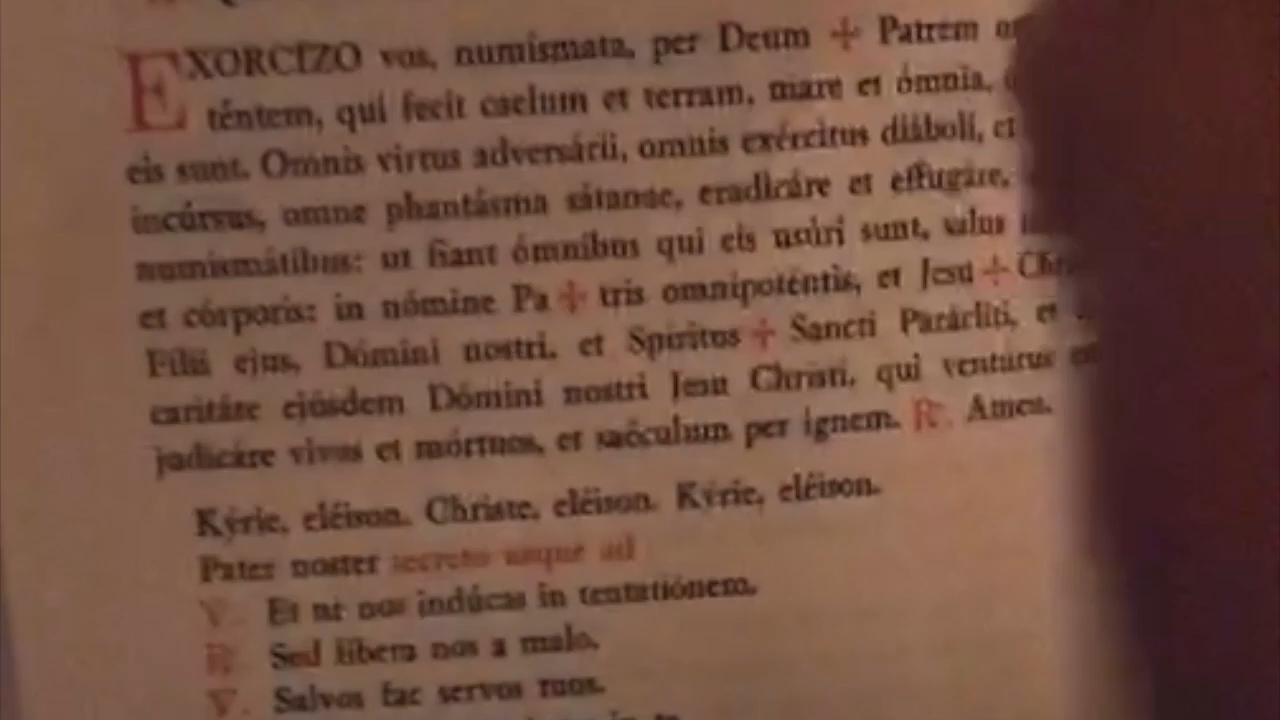 EXORCÍZO vos, numísmata, per Deum ✠ Patrem
téntem, qui fecit caelum et terram, mare et ómnia,
eis sunt. Omnis virtus adversárii, omnis exércitus diáboli, et
incúrsus, omne phantásma sátanae, eradicáre et effugáre,
numismátibus: ut fiant ómnibus qui eis usúri sunt, salus
et córporis: in nómine Pa ✠ tris omnipoténtis, et Jesu ✠
Fílii ejus, Dómini nostri, et Spíritus ✠ Sancti Parácliti, et
caritáte ejúsdem Dómini nostri Jesu Christi, qui ventúrus
judicáre vivos et mórtuos, et saéculum per ignem. ℟. Amen.
Kýrie, eléison. Christe, eléison. Kýrie, eléison.
Pater noster secreto usque ad
℣. Et ne nos indúcas in tentatiónem.
℟. Sed líbera nos a malo.
℣. Salvos fac servos tuos.
in te